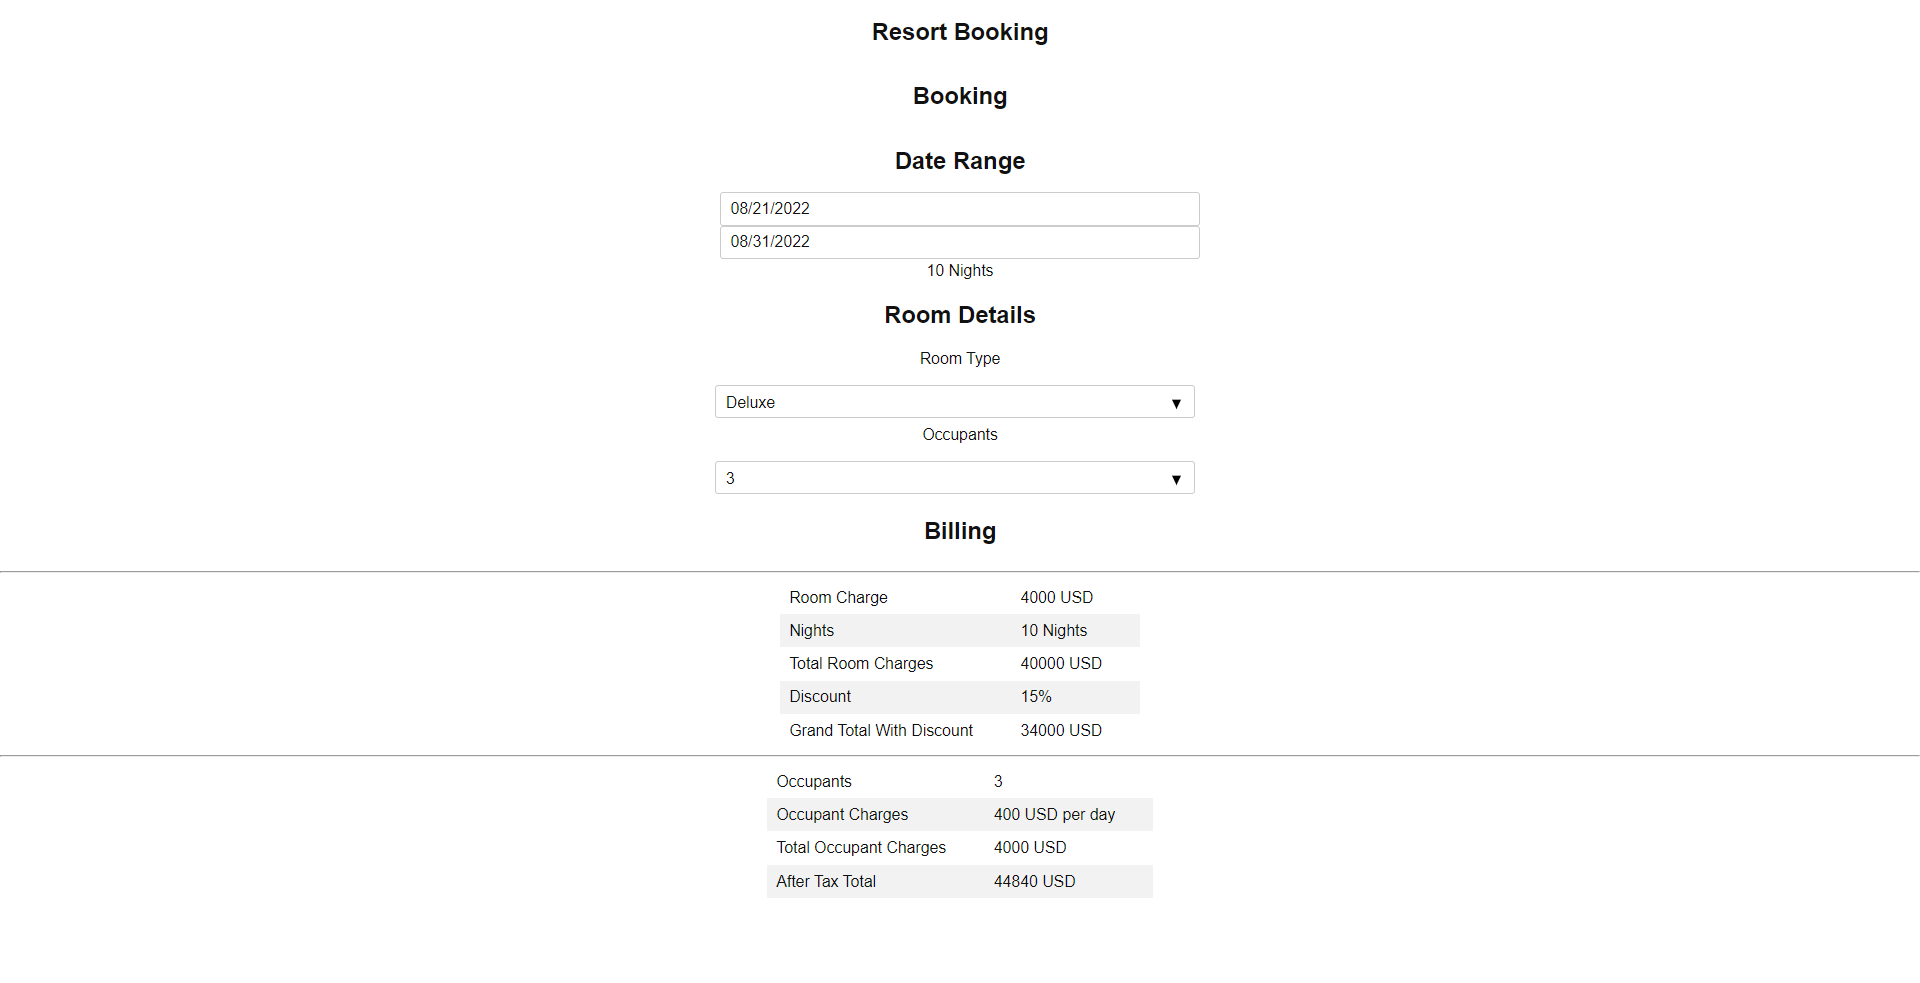 Resort Booking
Booking
Date Range
08/21/2022
08/31/2022
10 Nights
Room Details
Room Type
Deluxe
Occupants
3
Billing
Room Charge 4000 USD
Nights 10 Nights
Total Room Charges 40000 USD
Discount 15%
Grand Total With Discount 34000 USD
Occupants 3
Occupant Charges 400 USD per day
Total Occupant Charges 4000 USD
After Tax Total 44840 USD